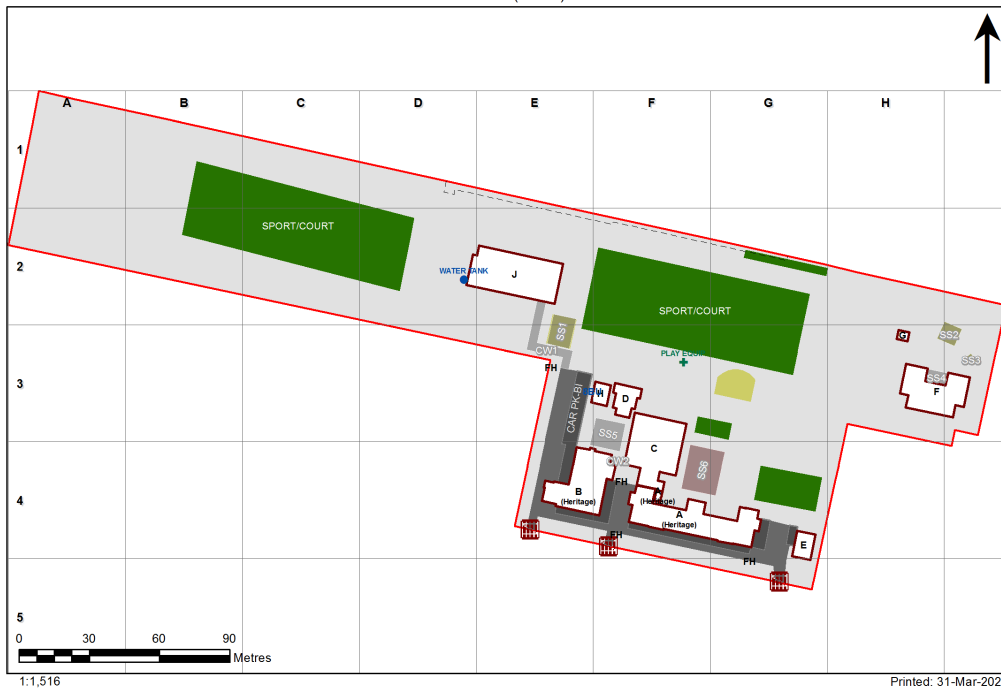 A B C D E F G H
1
SPORT/COURT
2
WATER TANK
J
SPORT/COURT
SS1
G
SS2
CW1
PLAY EQUIP
SS3
FH
3
SS4
F
CAR PK-BI
H
D
SS5
C
CW2
SS6
FH
B
(Heritage)
(Heritage)
A
(Heritage)
4
FH
E
FH
5
0 30 60 90
Metres
1:1,516
Printed: 31-Mar-202